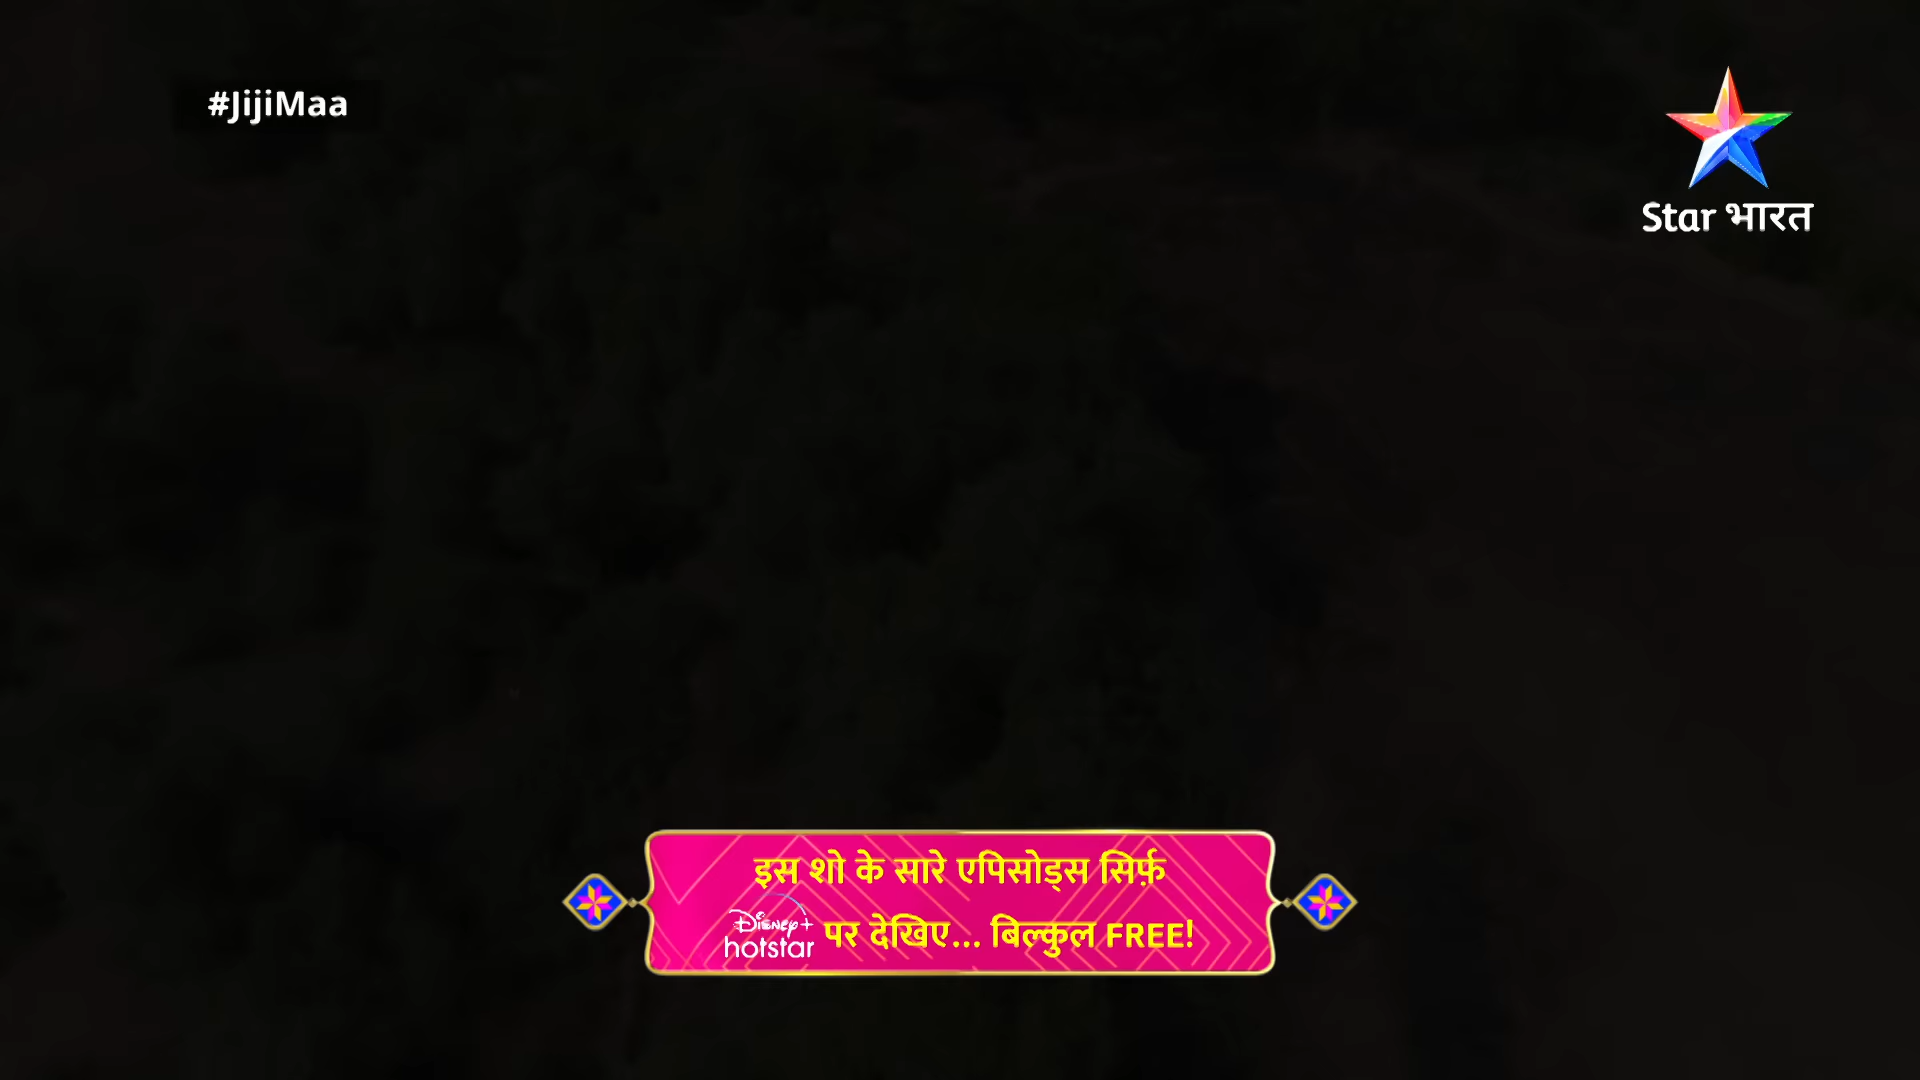 #JijiMaa
Star भारत
इस शो के सारे एपिसोड्स सिर्फ़
Disney+ hotstar पर देखिए... बिल्कुल FREE!